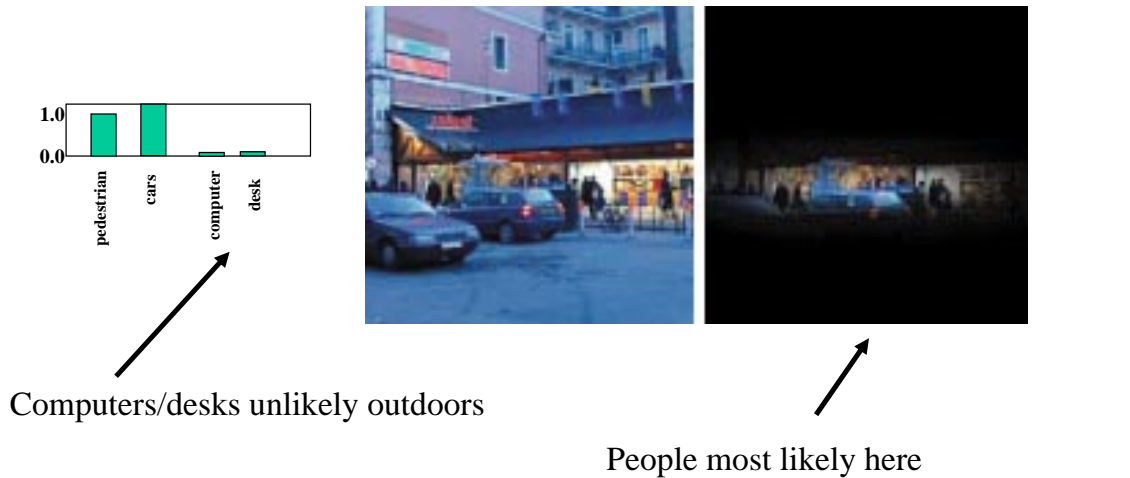 1.0
0.0
pedestrian
cars
computer
desk
Computers/desks unlikely outdoors
People most likely here